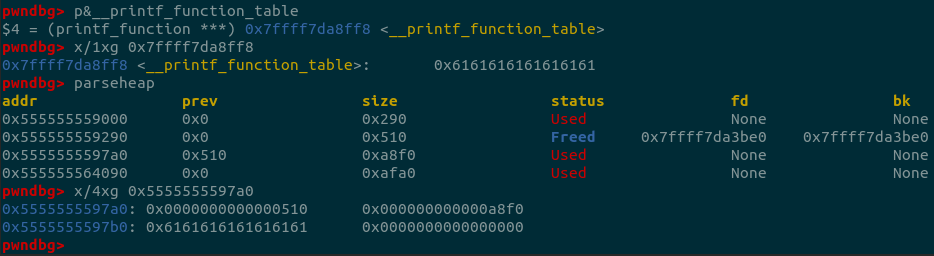 pwndbg> p&__printf_function_table
$4 = (printf_function ***) 0x7ffff7da8ff8 <__printf_function_table>
pwndbg> x/1xg 0x7ffff7da8ff8
0x7ffff7da8ff8 <__printf_function_table>: 0x6161616161616161
pwndbg> parseheap
addr prev size status fd bk
0x555555559000 0x0 0x290 Used None None
0x555555559290 0x0 0x510 Freed 0x7ffff7da3be0 0x7ffff7da3be0
0x5555555597a0 0x510 0xa8f0 Used None None
0x555555564090 0x0 0xafa0 Used None None
pwndbg> x/4xg 0x5555555597a0
0x5555555597a0: 0x0000000000000510 0x000000000000a8f0
0x5555555597b0: 0x6161616161616161 0x0000000000000000
pwndbg>